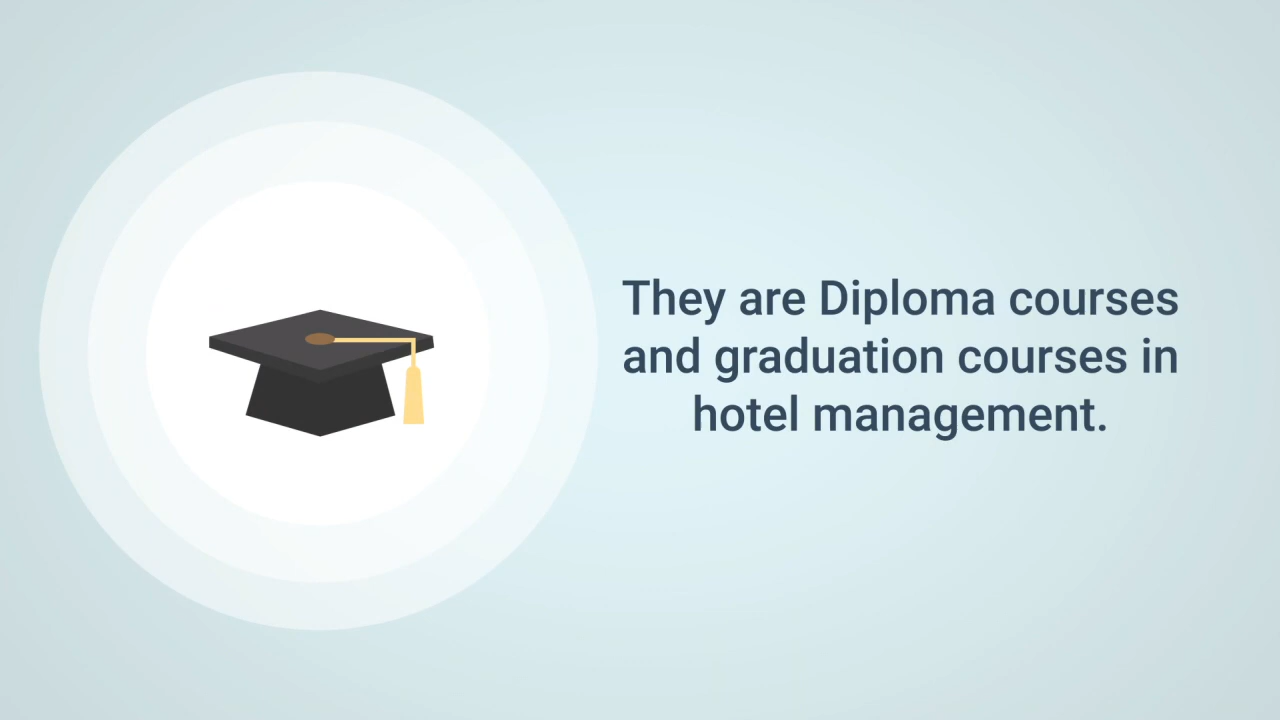 They are Diploma courses
and graduation courses in
hotel management.